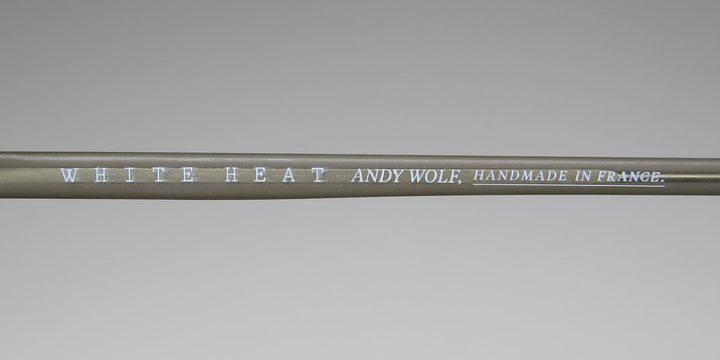 WHITE HEAT ANDY WOLF, HANDMADE IN FRANCE.